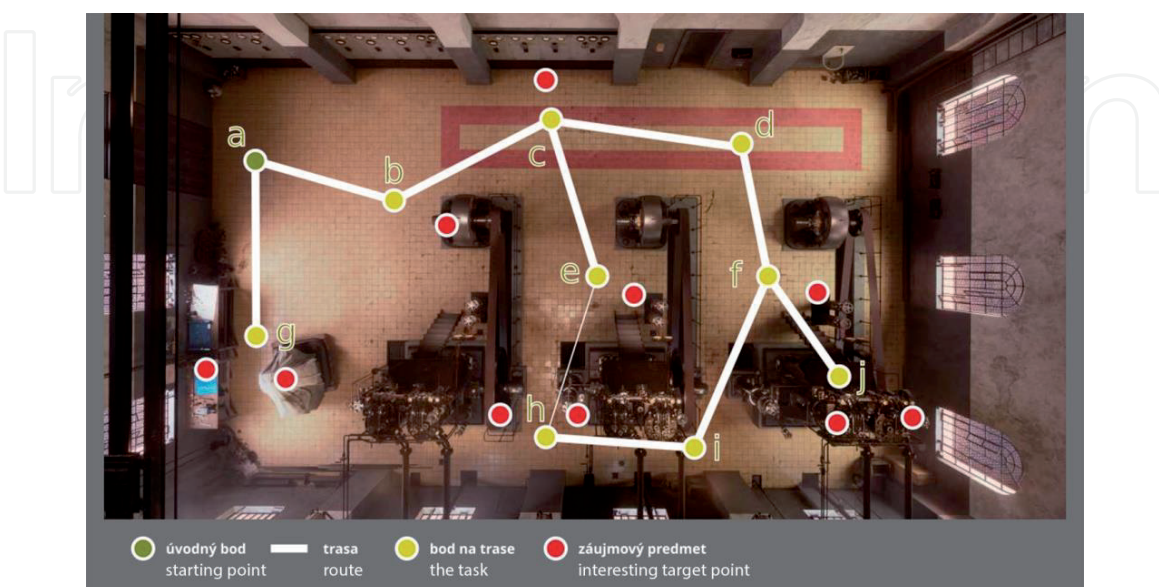 a
b
c
d
e
f
g
h
i
j
úvodný bod
starting point
trasa
route
bod na trase
the task
záujmový predmet
interesting target point